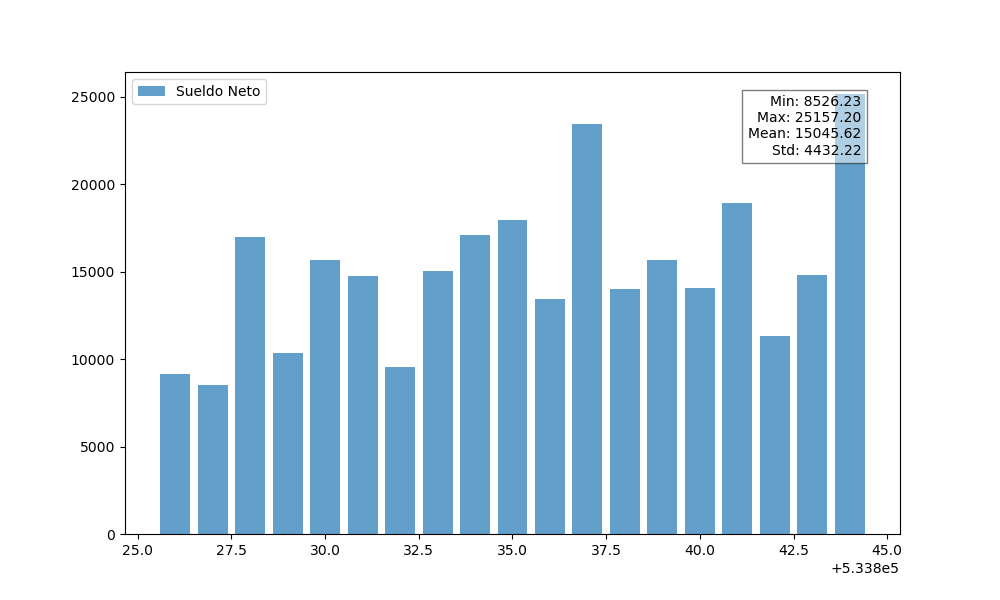 Sueldo Neto
Min: 8526.23
Max: 25157.20
Mean: 15045.62
Std: 4432.22
25000
20000
15000
10000
5000
0
25.0 27.5 30.0 32.5 35.0 37.5 40.0 42.5 45.0
+5.338e5